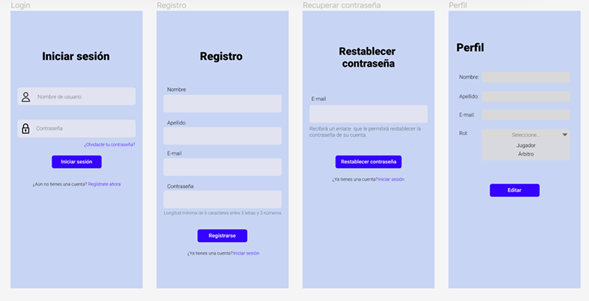 Login
Iniciar sesión
Nombre de usuario
Contraseña
¿Olvidaste tu contraseña?
Iniciar sesión
¿Aún no tienes una cuenta? Regístrate ahora
Registro
Registro
Nombre
Apellido
E-mail
Contraseña
Longitud mínima de 6 caracteres entre 3 letras y 3 numeros
Registrarse
¿Ya tienes una cuenta?Iniciar sesión
Recuperar contraseña
Restablecer
contraseña
E-mail
Recibirá un enlace que le permitirá restablecer la
contraseña de su cuenta.
Restablecer contraseña
¿Ya tienes una cuenta?Iniciar sesión
Perfil
Perfil
Nombre:
Apellido:
E-mail:
Rol:
Seleccione...
Jugador
Árbitro
Editar